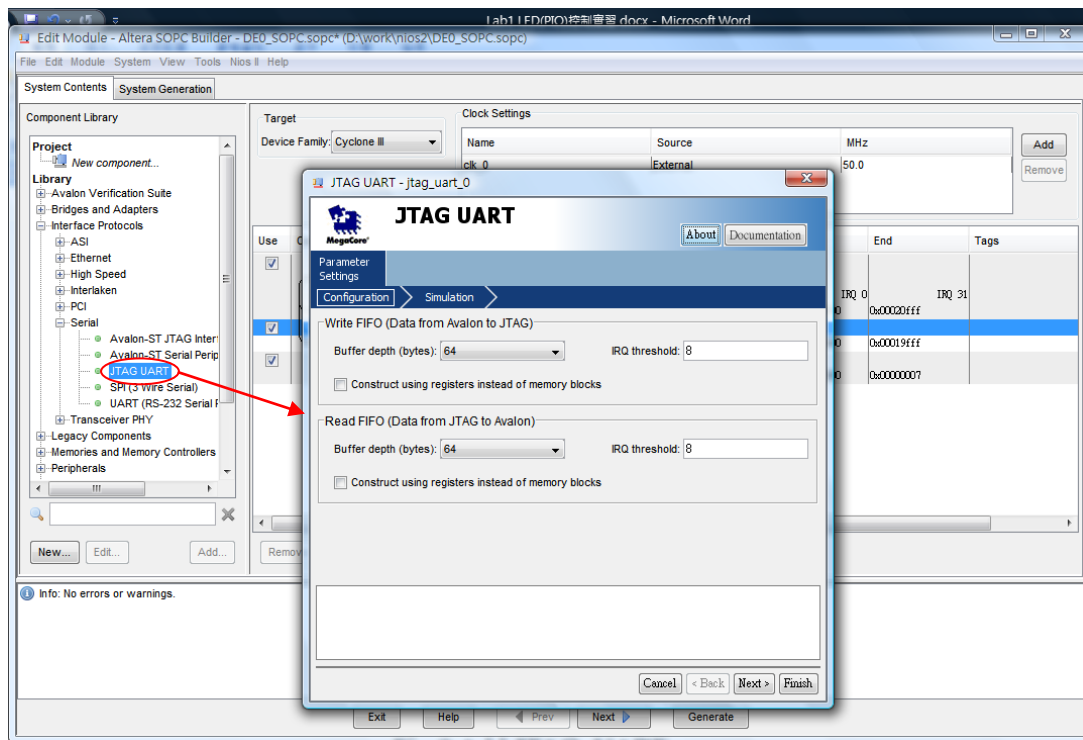 Lab1 LED(PIO)控制實習.docx - Microsoft Word
Edit Module - Altera SOPC Builder - DE0_SOPC.sopc* (D:\work\nios2\DE0_SOPC.sopc)
File Edit Module System View Tools Nios II Help
System Contents System Generation
Component Library
Project
New component...
Library
Avalon Verification Suite
Bridges and Adapters
Interface Protocols
ASI
Ethernet
High Speed
Interlaken
PCI
Serial
Avalon-ST JTAG Inter
Avalon-ST Serial Perip
JTAG UART
SPI (3 Wire Serial)
UART (RS-232 Serial
Transceiver PHY
Legacy Components
Memories and Memory Controllers
Peripherals
New... Edit... Add...
Target
Device Family: Cyclone III
Clock Settings
Name Source MHz
clk_0 External 50.0
Add
Remove
Use End Tags
IRQ 0 IRQ 31
0x00020fff
0x00019fff
0x00000007
JTAG UART - jtag_uart_0
MegaCore'
JTAG UART
About Documentation
Parameter
Settings
Configuration Simulation
Write FIFO (Data from Avalon to JTAG)
Buffer depth (bytes): 64 IRQ threshold: 8
Construct using registers instead of memory blocks
Read FIFO (Data from JTAG to Avalon)
Buffer depth (bytes): 64 IRQ threshold: 8
Construct using registers instead of memory blocks
Cancel < Back Next > Finish
Info: No errors or warnings.
Exit Help Prev Next Generate